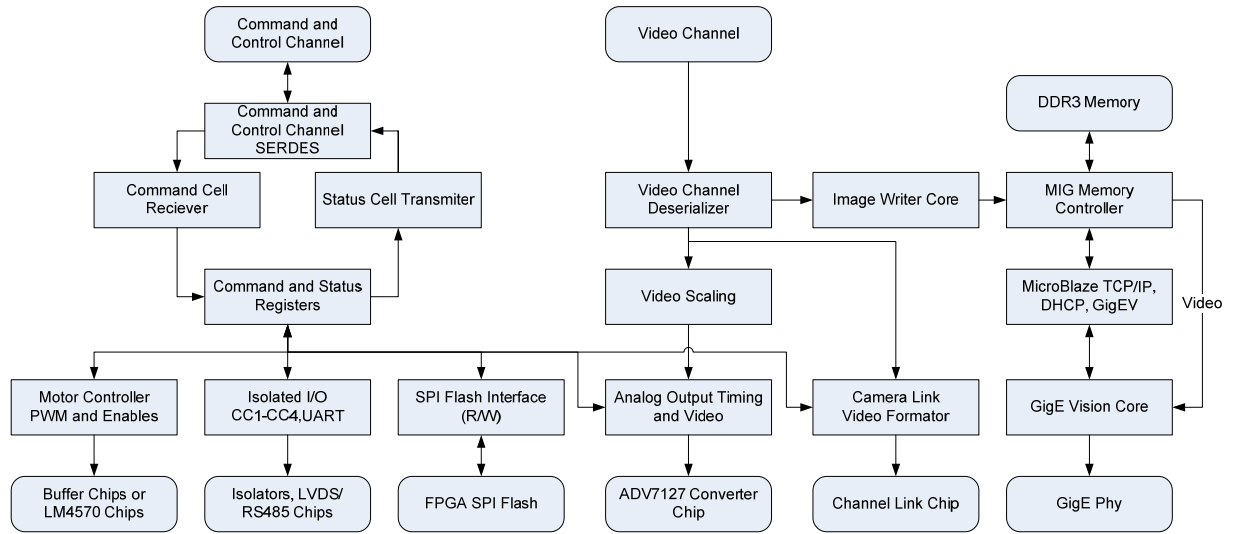 Command and
Control Channel
Video Channel
DDR3 Memory
Command and
Control Channel
SERDES
Command Cell
Reciever
Status Cell Transmiter
Video Channel
Deserializer
Image Writer Core
MIG Memory
Controller
Command and Status
Registers
Video Scaling
MicroBlaze TCP/IP,
DHCP, GigEV
Video
Motor Controller
PWM and Enables
Isolated I/O
CC1-CC4,UART
SPI Flash Interface
(R/W)
Analog Output Timing
and Video
Camera Link
Video Formator
GigE Vision Core
Buffer Chips or
LM4570 Chips
Isolators, LVDS/
RS485 Chips
FPGA SPI Flash
ADV7127 Converter
Chip
Channel Link Chip
GigE Phy